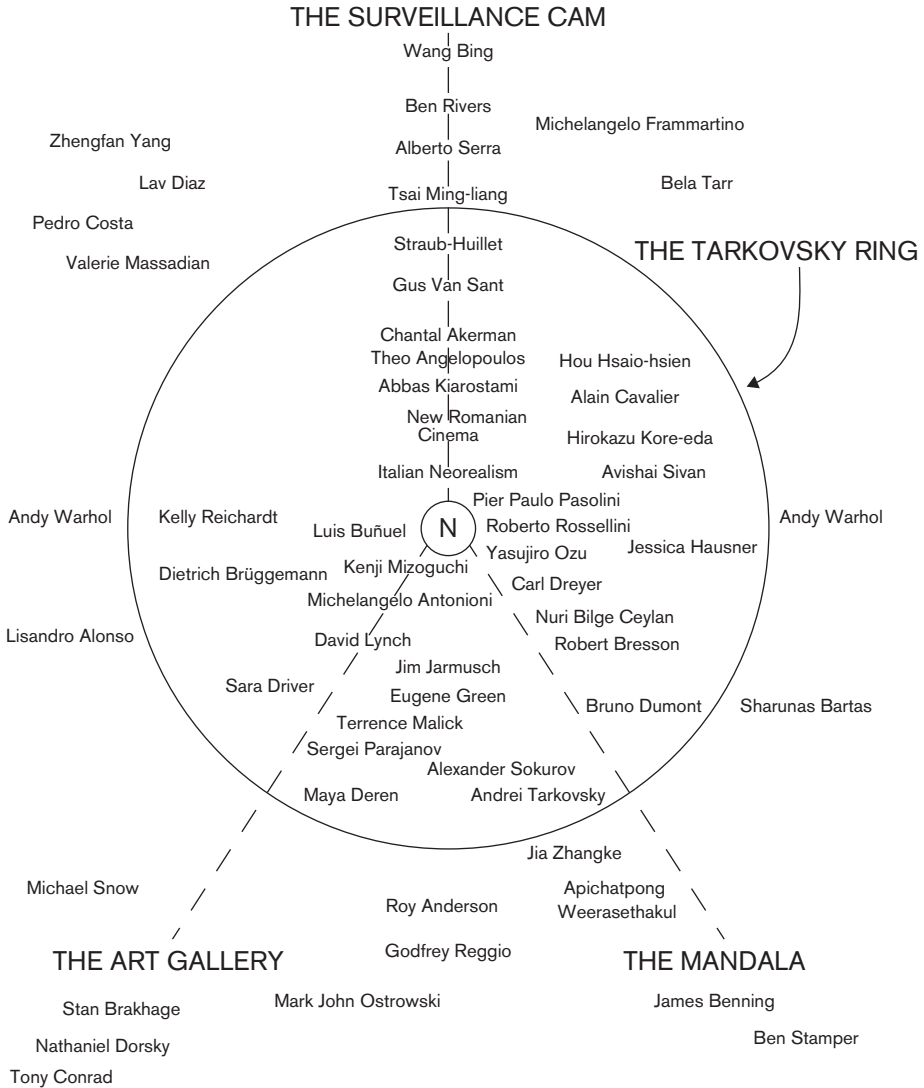 THE SURVEILLANCE CAM
Wang Bing
Ben Rivers
Michelangelo Frammartino
Zhengfan Yang
Alberto Serra
Lav Diaz
Bela Tarr
Tsai Ming-liang
Pedro Costa
Straub-Huillet
THE TARKOVSKY RING
Valerie Massadian
Gus Van Sant
Chantal Akerman
Theo Angelopoulos
Hou Hsaio-hsien
Abbas Kiarostami
Alain Cavalier
New Romanian
Cinema
Hirokazu Kore-eda
Italian Neorealism
Avishai Sivan
Pier Paulo Pasolini
Andy Warhol
Kelly Reichardt
Luis Buñuel
N
Roberto Rossellini
Andy Warhol
Yasujiro Ozu
Jessica Hausner
Dietrich Brüggemann
Kenji Mizoguchi
Carl Dreyer
Michelangelo Antonioni
Nuri Bilge Ceylan
Lisandro Alonso
David Lynch
Robert Bresson
Jim Jarmusch
Sara Driver
Eugene Green
Bruno Dumont
Sharunas Bartas
Terrence Malick
Sergei Parajanov
Alexander Sokurov
Maya Deren
Andrei Tarkovsky
Jia Zhangke
Michael Snow
Roy Anderson
Apichatpong
Weerasethakul
Godfrey Reggio
THE ART GALLERY
THE MANDALA
Stan Brakhage
Mark John Ostrowski
James Benning
Nathaniel Dorsky
Ben Stamper
Tony Conrad